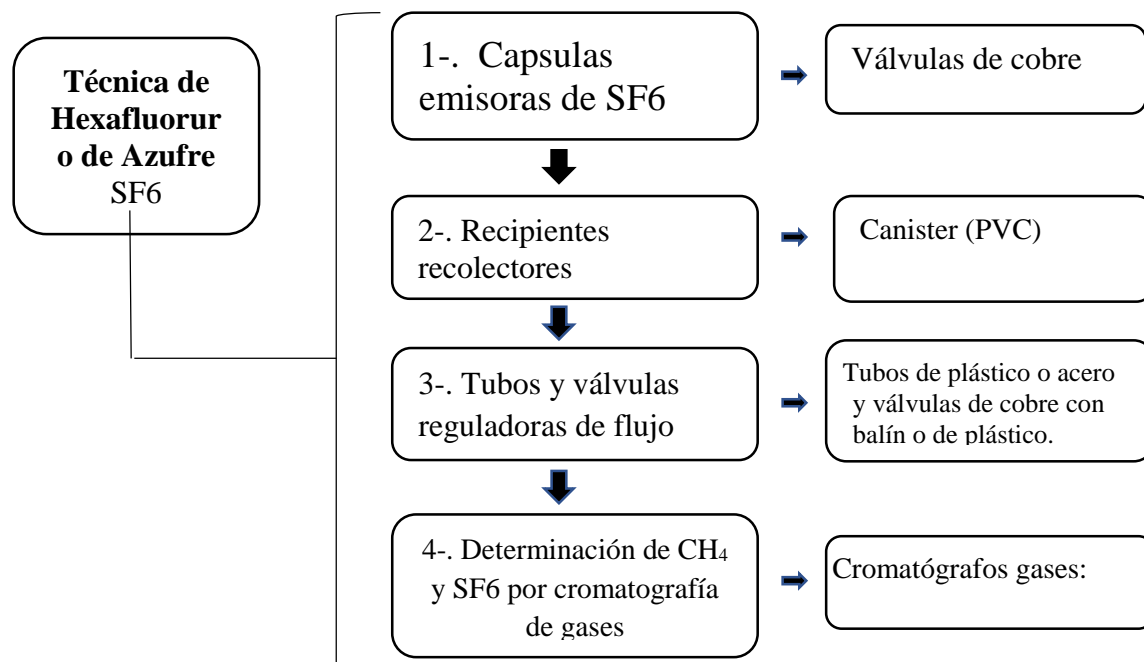 Técnica de
Hexafluorur
o de Azufre
SF6
1-. Capsulas
emisoras de SF6
Válvulas de cobre
2-. Recipientes
recolectores
Canister (PVC)
3-. Tubos y válvulas
reguladoras de flujo
Tubos de plástico o acero
y válvulas de cobre con
balín o de plástico.
4-. Determinación de CH₄
y SF6 por cromatografía
de gases
Cromatógrafos gases: